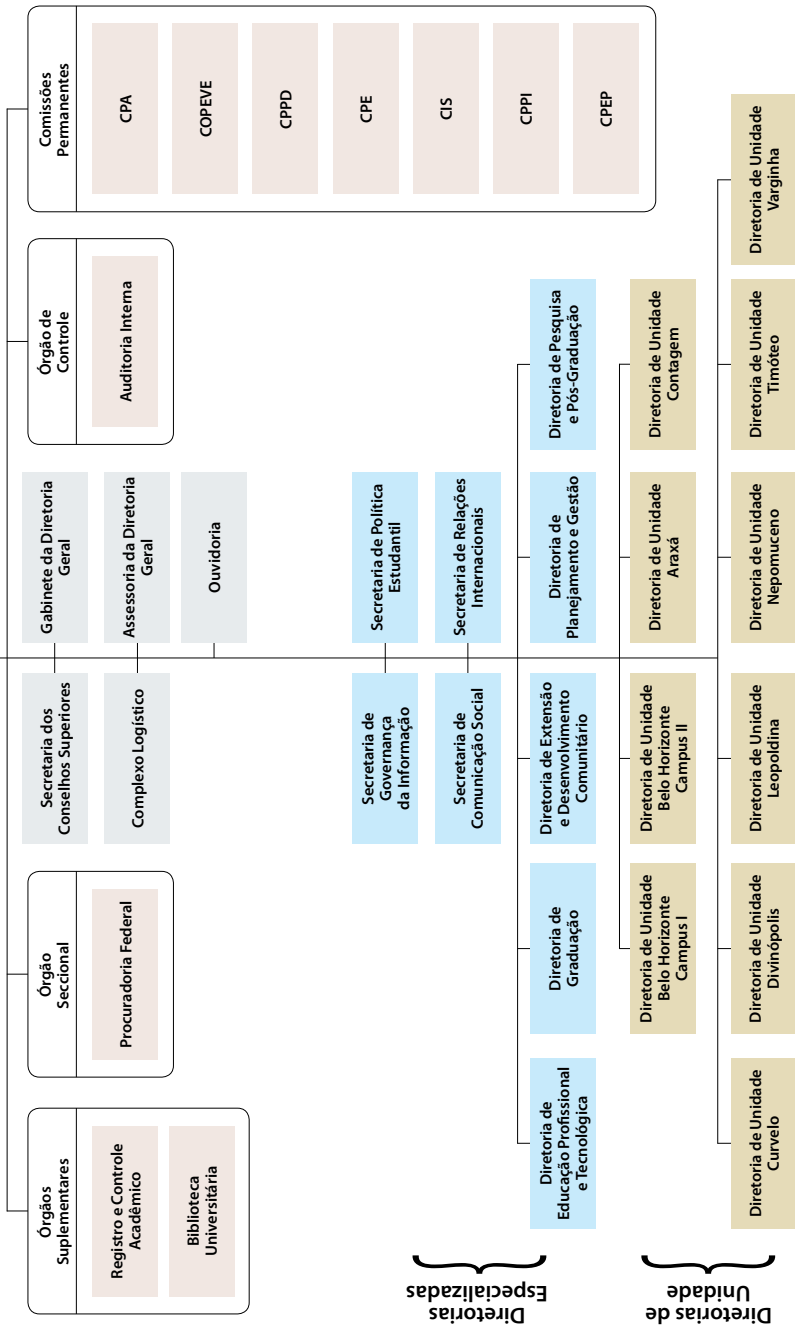 Órgãos
Suplementares
Registro e Controle
Acadêmico
Biblioteca
Universitária
Órgão
Seccional
Procuradoria Federal
Secretaria dos
Conselhos Superiores
Complexo Logístico
Gabinete da Diretoria
Geral
Assessoria da Diretoria
Geral
Ouvidoria
Órgão de
Controle
Auditoria Interna
Comissões
Permanentes
CPA
COPEVE
CPPD
CPE
CIS
CPPI
CPEP
Diretorias
Especializadas
Secretaria de
Governança
da Informação
Secretaria de Política
Estudantil
Secretaria de
Comunicação Social
Secretaria de Relações
Internacionais
Diretoria de
Educação Profissional
e Tecnológica
Diretoria de
Graduação
Diretoria de Extensão
e Desenvolvimento
Comunitário
Diretoria de
Planejamento e Gestão
Diretoria de Pesquisa
e Pós-Graduação
Diretorias de
Unidade
Diretoria de Unidade
Belo Horizonte
Campus I
Diretoria de Unidade
Belo Horizonte
Campus II
Diretoria de Unidade
Araxá
Diretoria de Unidade
Contagem
Diretoria de Unidade
Curvelo
Diretoria de Unidade
Divinópolis
Diretoria de Unidade
Leopoldina
Diretoria de Unidade
Nepomuceno
Diretoria de Unidade
Timóteo
Diretoria de Unidade
Varginha